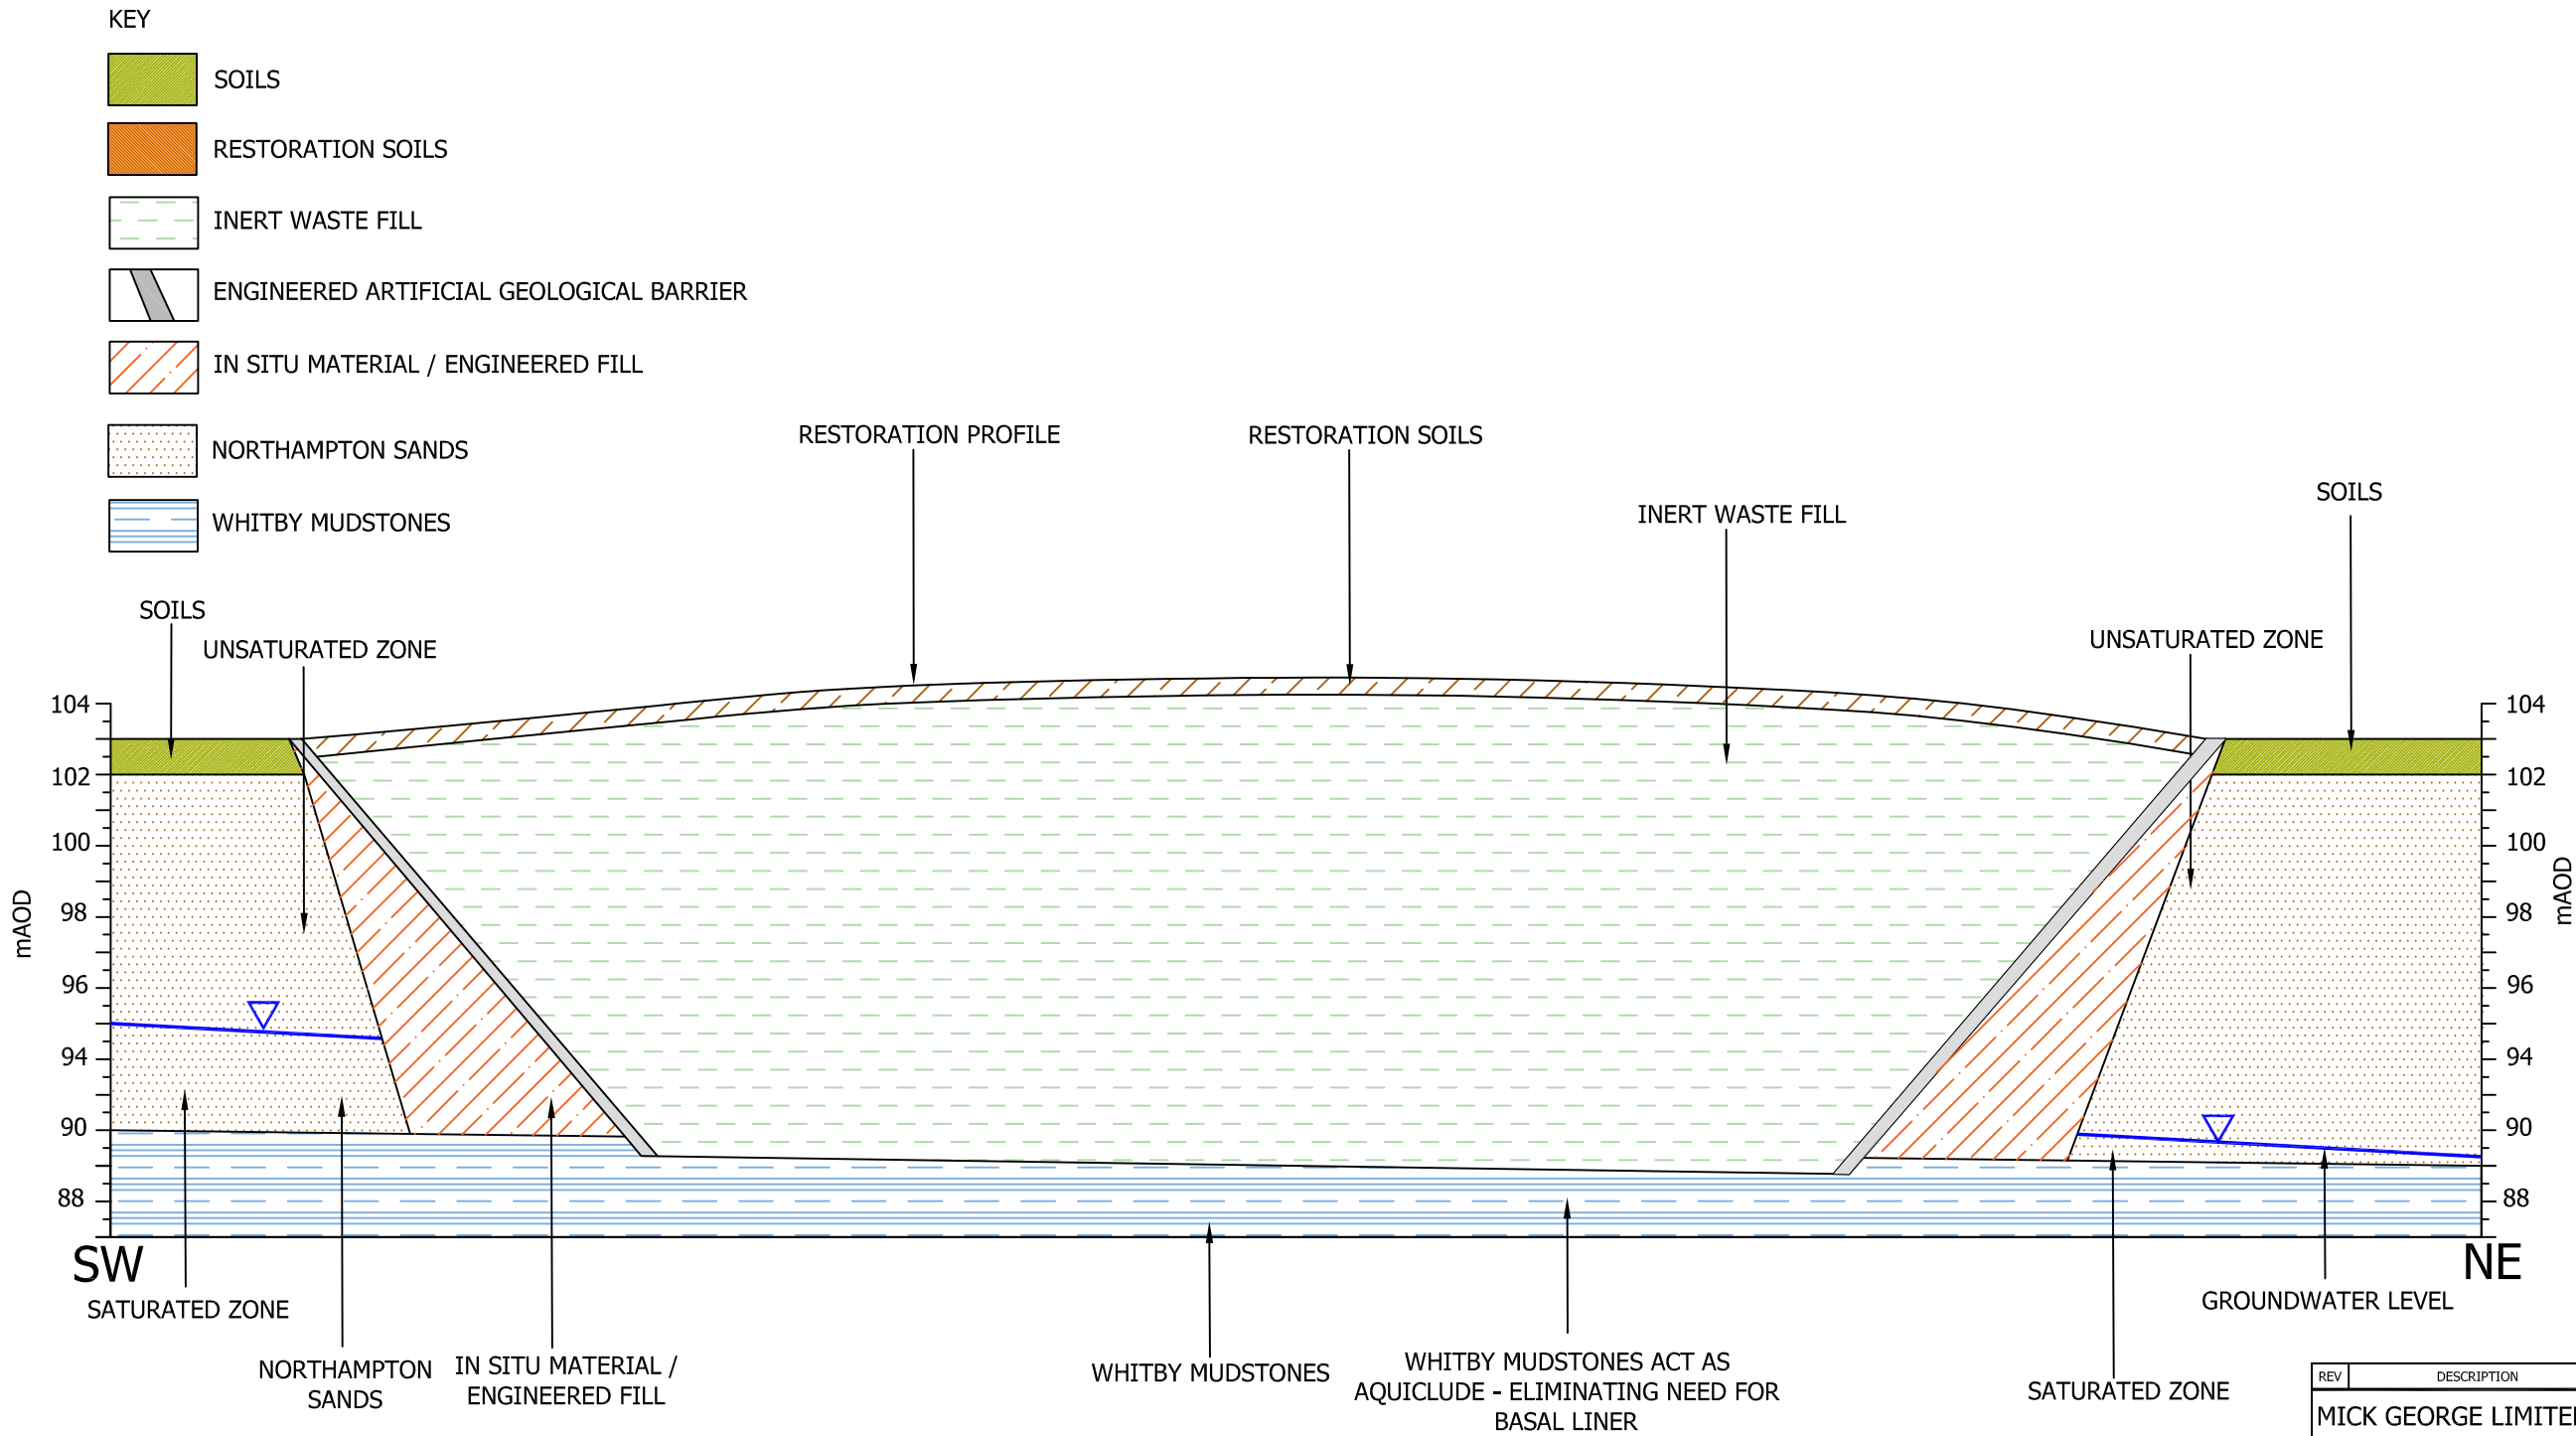 KEY
SOILS
RESTORATION SOILS
INERT WASTE FILL
ENGINEERED ARTIFICIAL GEOLOGICAL BARRIER
IN SITU MATERIAL / ENGINEERED FILL
NORTHAMPTON SANDS
WHITBY MUDSTONES
RESTORATION PROFILE
RESTORATION SOILS
INERT WASTE FILL
SOILS
SOILS
UNSATURATED ZONE
UNSATURATED ZONE
104
102
100
98
96
94
90
88
mAOD
104
102
100
98
96
94
90
88
mAOD
SW
NE
SATURATED ZONE
NORTHAMPTON
SANDS
IN SITU MATERIAL /
ENGINEERED FILL
WHITBY MUDSTONES
WHITBY MUDSTONES ACT AS
AQUICLUDE - ELIMINATING NEED FOR
BASAL LINER
SATURATED ZONE
GROUNDWATER LEVEL
REV DESCRIPTION
MICK GEORGE